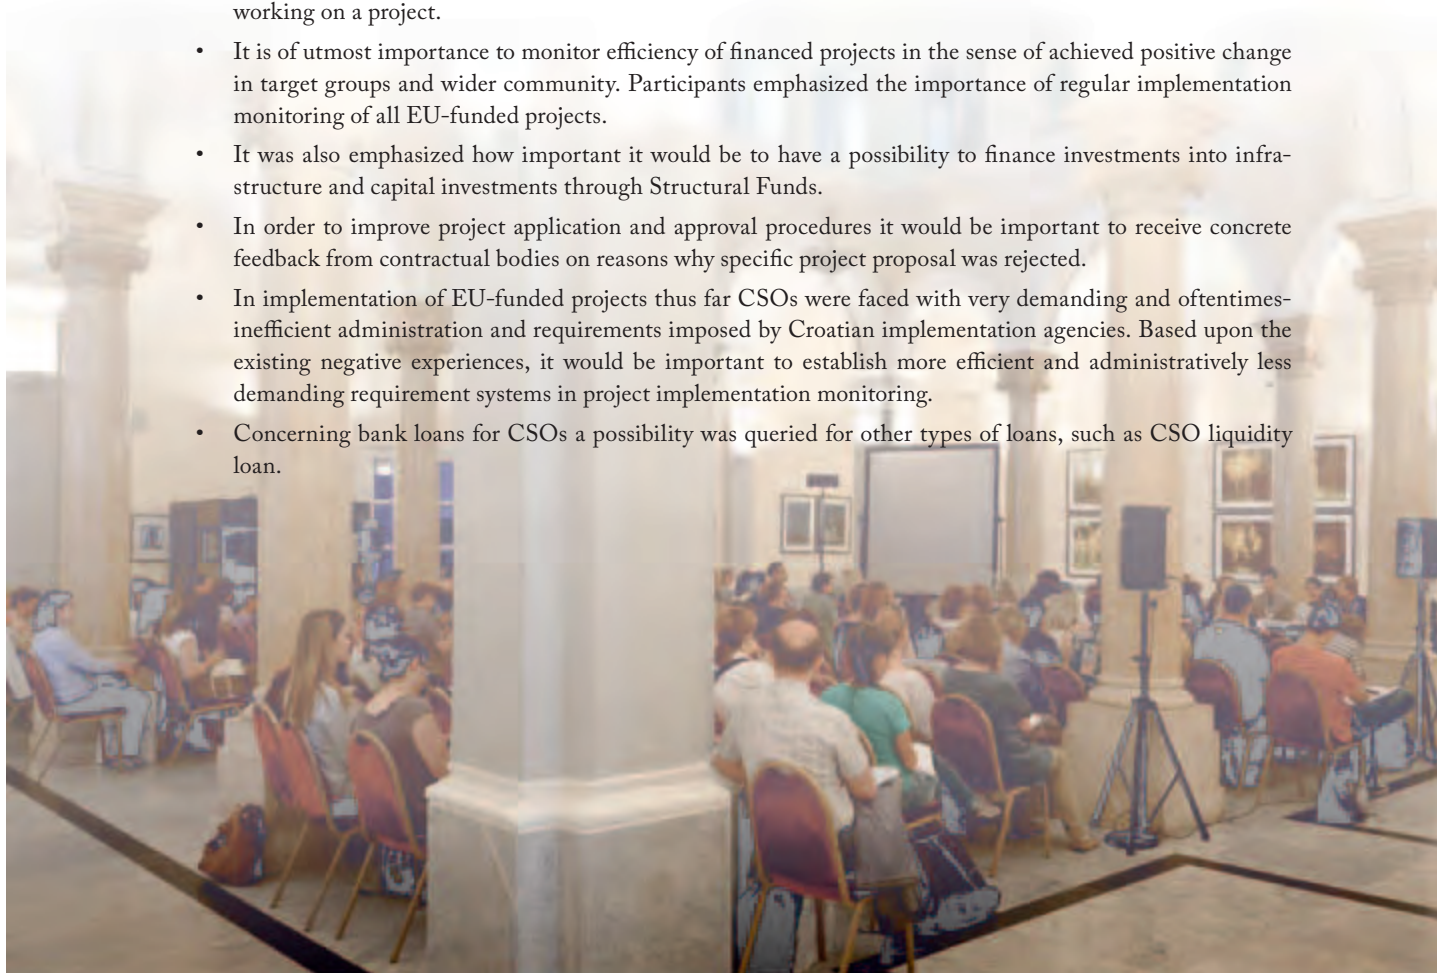 working on a project.
• It is of utmost importance to monitor efficiency of financed projects in the sense of achieved positive change
in target groups and wider community. Participants emphasized the importance of regular implementation
monitoring of all EU-funded projects.
• It was also emphasized how important it would be to have a possibility to finance investments into infra-
structure and capital investments through Structural Funds.
• In order to improve project application and approval procedures it would be important to receive concrete
feedback from contractual bodies on reasons why specific project proposal was rejected.
• In implementation of EU-funded projects thus far CSOs were faced with very demanding and oftentimes-
inefficient administration and requirements imposed by Croatian implementation agencies. Based upon the
existing negative experiences, it would be important to establish more efficient and administratively less
demanding requirement systems in project implementation monitoring.
• Concerning bank loans for CSOs a possibility was queried for other types of loans, such as CSO liquidity
loan.